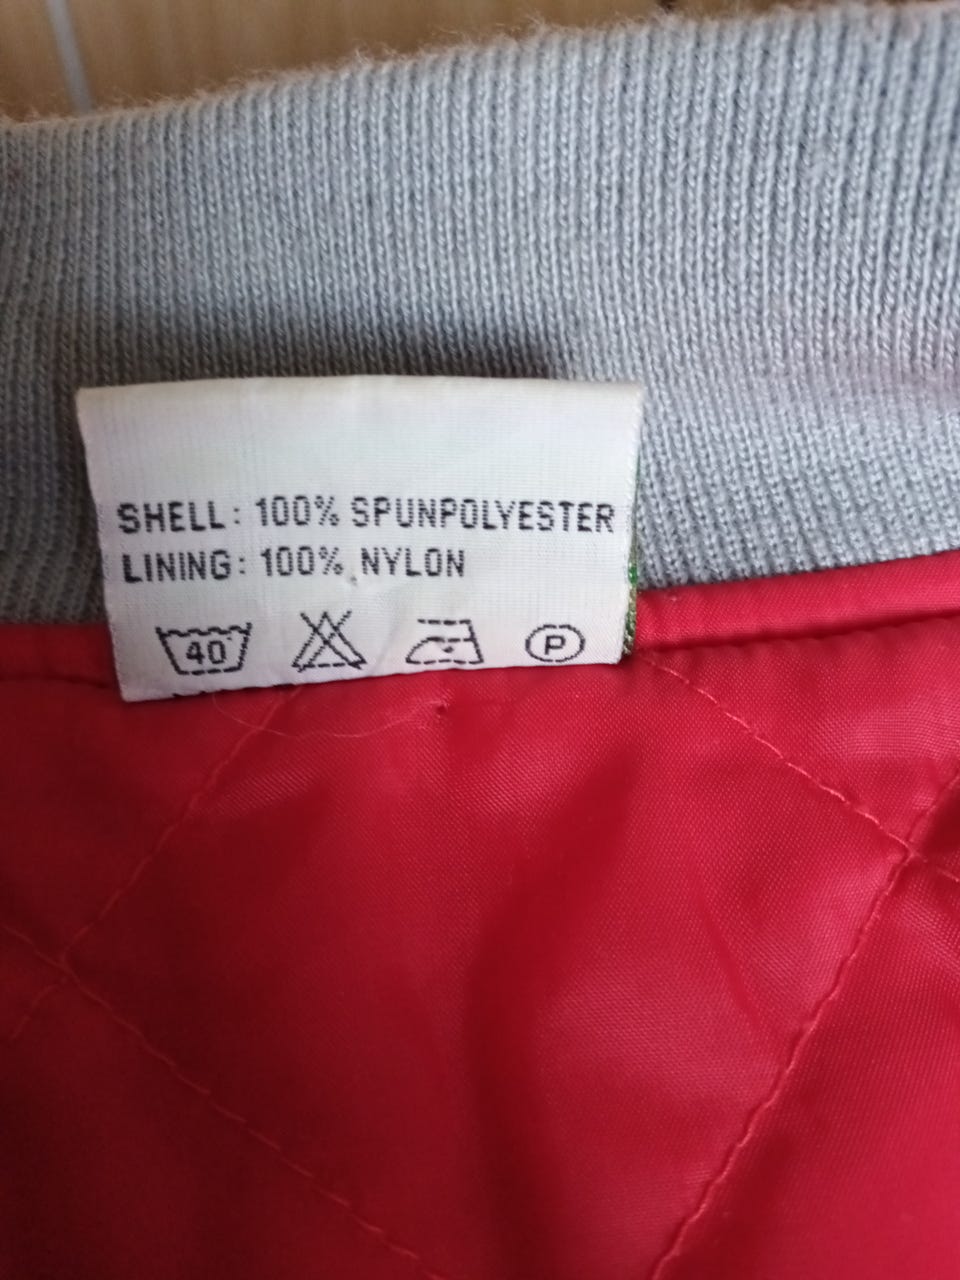 SHELL: 100% SPUNPOLYESTER
LINING: 100% NYLON
40 P